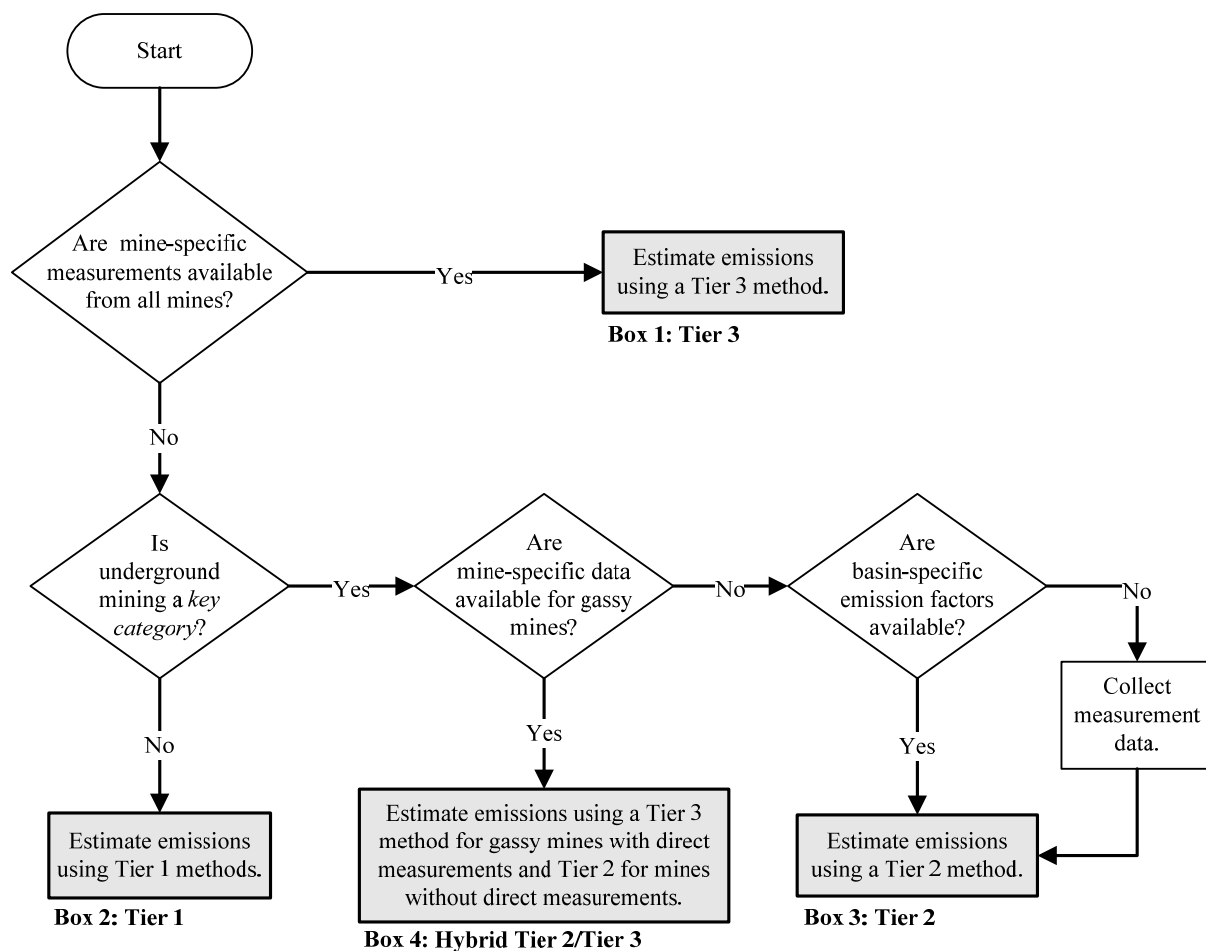 Start
Are mine-specific
measurements available
from all mines?
Yes
Estimate emissions
using a Tier 3 method.
Box 1: Tier 3
No
Is
underground
mining a key
category?
Yes
Are
mine-specific data
available for gassy
mines?
No
Are
basin-specific
emission factors
available?
No
Collect
measurement
data.
No
Yes
Yes
Estimate emissions
using Tier 1 methods.
Box 2: Tier 1
Estimate emissions using a Tier 3
method for gassy mines with direct
measurements and Tier 2 for mines
without direct measurements.
Box 4: Hybrid Tier 2/Tier 3
Estimate emissions
using a Tier 2 method.
Box 3: Tier 2